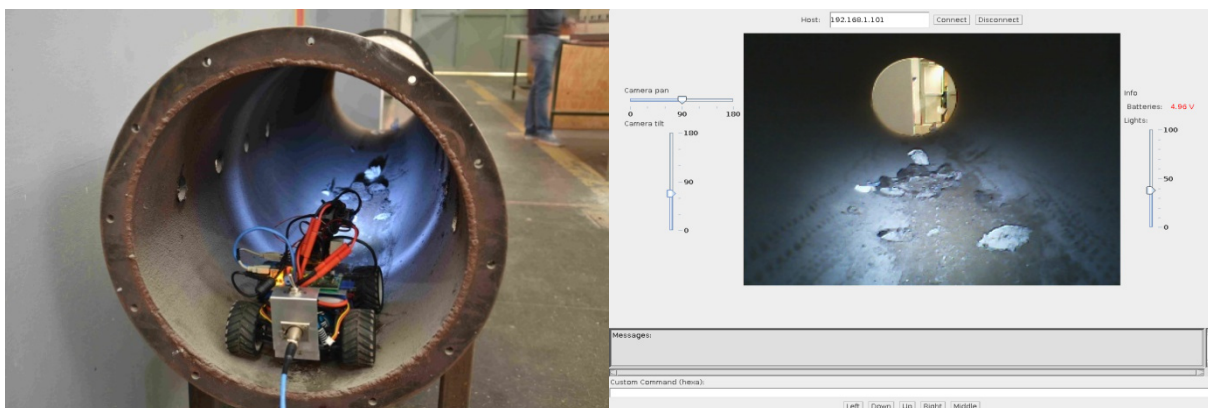 Host: 192.168.1.101 Connect Disconnect
Camera pan
0 90 180
Camera tilt
180
90
0
Info
Batteries: 4.96 V
Lights:
100
50
0
Messages:
Custom Command (hexa):
Left Down Up Right Middle